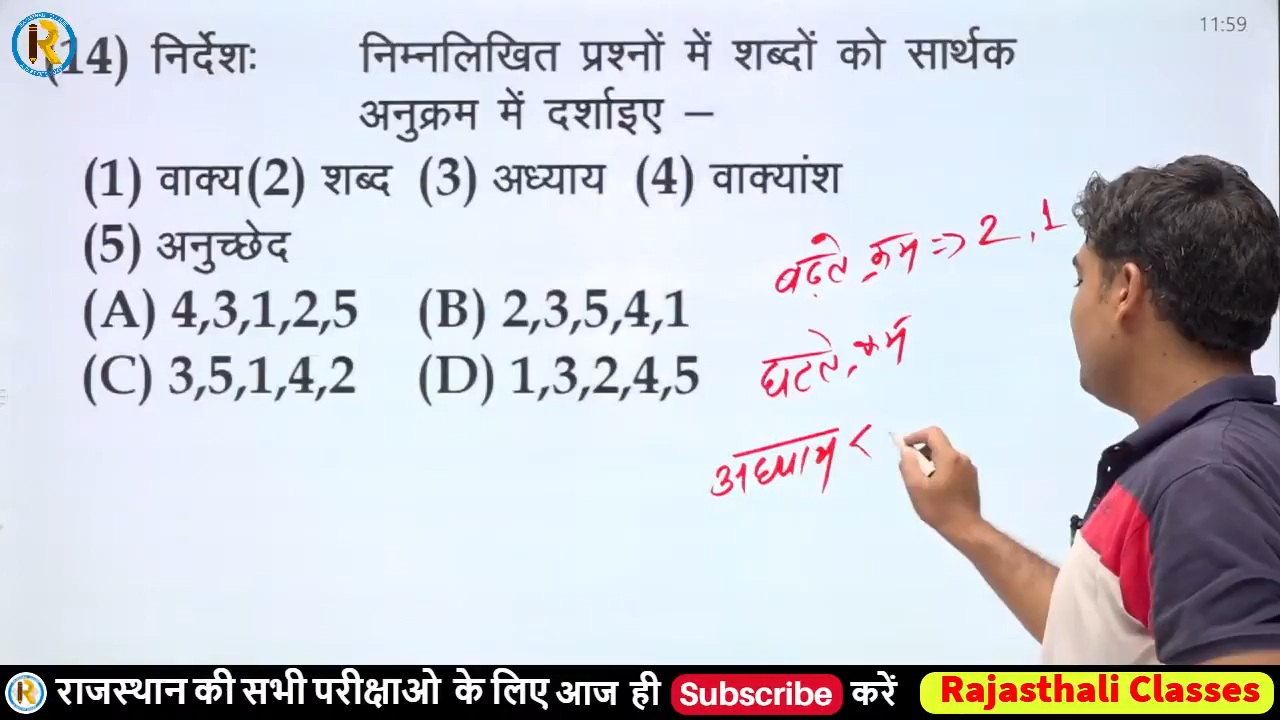 11:59
(14) निर्देशः निम्नलिखित प्रश्नों में शब्दों को सार्थक
अनुक्रम में दर्शाइए –
(1) वाक्य (2) शब्द (3) अध्याय (4) वाक्यांश
(5) अनुच्छेद
(A) 4,3,1,2,5 (B) 2,3,5,4,1
(C) 3,5,1,4,2 (D) 1,3,2,4,5
बढ़ते क्रम => 2,1
घटते क्रम
अध्याय <
राजस्थान की सभी परीक्षाओ के लिए आज ही Subscribe करें Rajasthali Classes